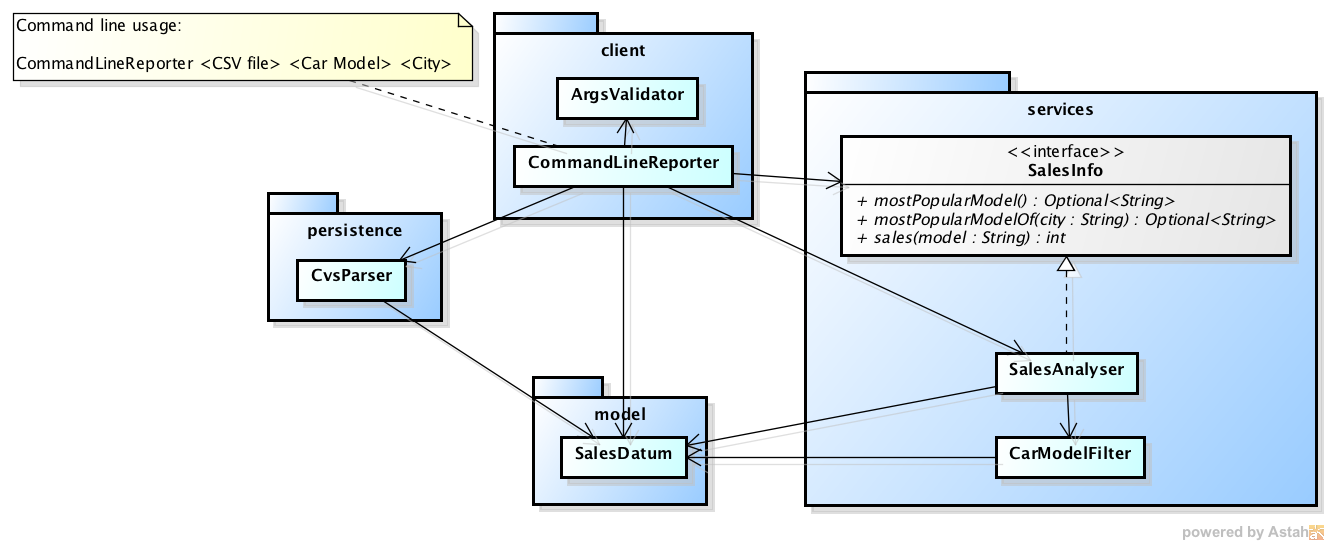 Command line usage:
CommandLineReporter <CSV file> <Car Model> <City>
client
ArgsValidator
CommandLineReporter
services
<<interface>>
SalesInfo
+ mostPopularModel() : Optional<String>
+ mostPopularModelOf(city : String) : Optional<String>
+ sales(model : String) : int
persistence
CvsParser
SalesAnalyser
model
SalesDatum
CarModelFilter
powered by Astah